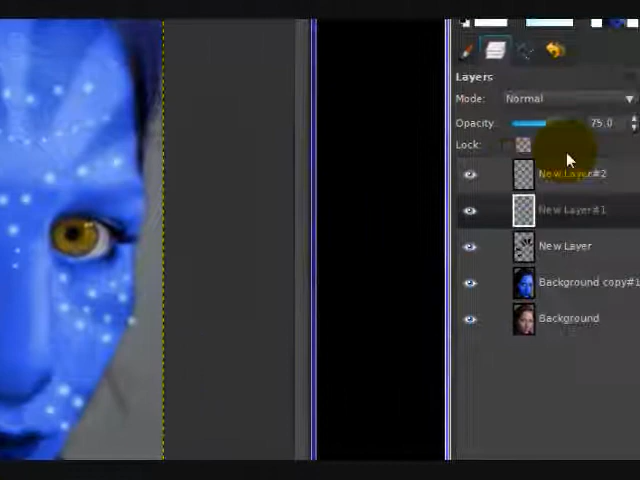 Layers
Mode: Normal
Opacity: 75.0
Lock:
New Layer#2
New Layer#1
New Layer
Background copy#1
Background